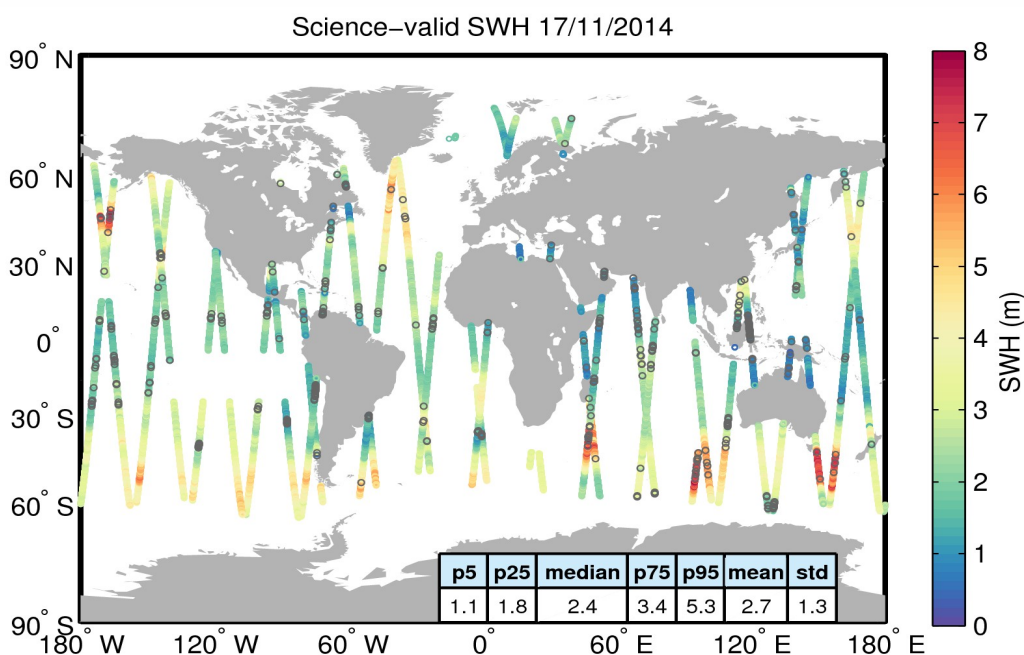 Science-valid SWH 17/11/2014
90° N
60° N
30° N
0°
30° S
60° S
90° S
180° W
120° W
60° W
0°
60° E
120° E
180° E
p5 p25 median p75 p95 mean std
1.1 1.8 2.4 3.4 5.3 2.7 1.3
8
7
6
5
4
3
2
1
0
SWH (m)